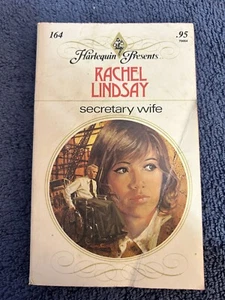 164
.95
Harlequin Presents
RACHEL
LINDSAY
secretary wife